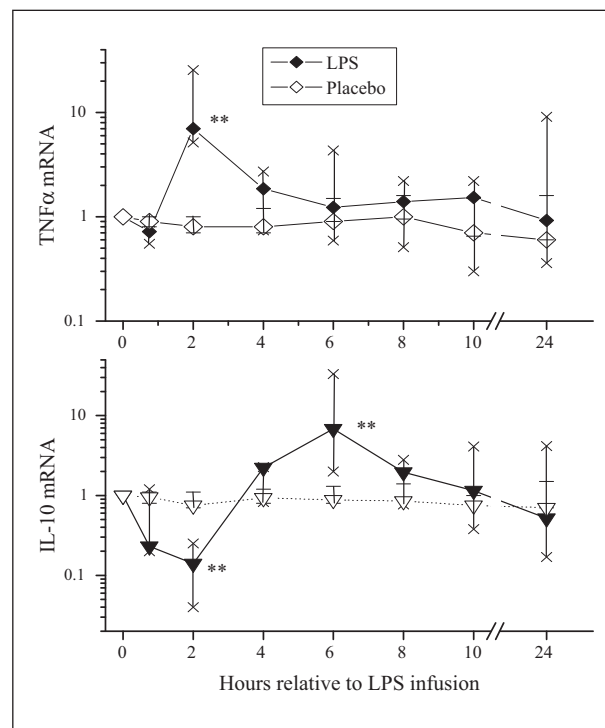 LPS
Placebo
**
TNFα mRNA
10
1
0.1
0 2 4 6 8 10 24
**
**
IL-10 mRNA
10
1
0.1
0 2 4 6 8 10 24
Hours relative to LPS infusion